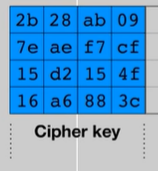 2b 28 ab 09
7e ae f7 cf
15 d2 15 4f
16 a6 88 3c
Cipher key